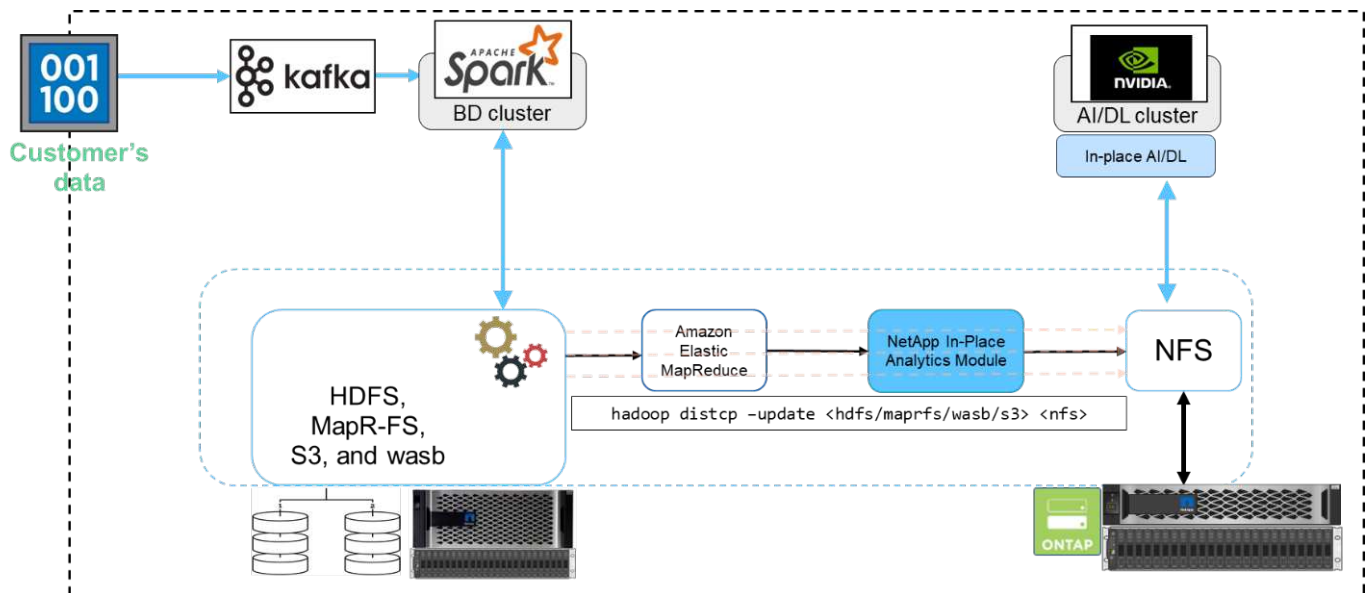 001
100
Customer's
data
kafka
APACHE
Spark™
BD cluster
NVIDIA.
AI/DL cluster
In-place AI/DL
HDFS,
MapR-FS,
S3, and wasb
Amazon
Elastic
MapReduce
NetApp In-Place
Analytics Module
NFS
hadoop distcp –update <hdfs/maprfs/wasb/s3> <nfs>
ONTAP